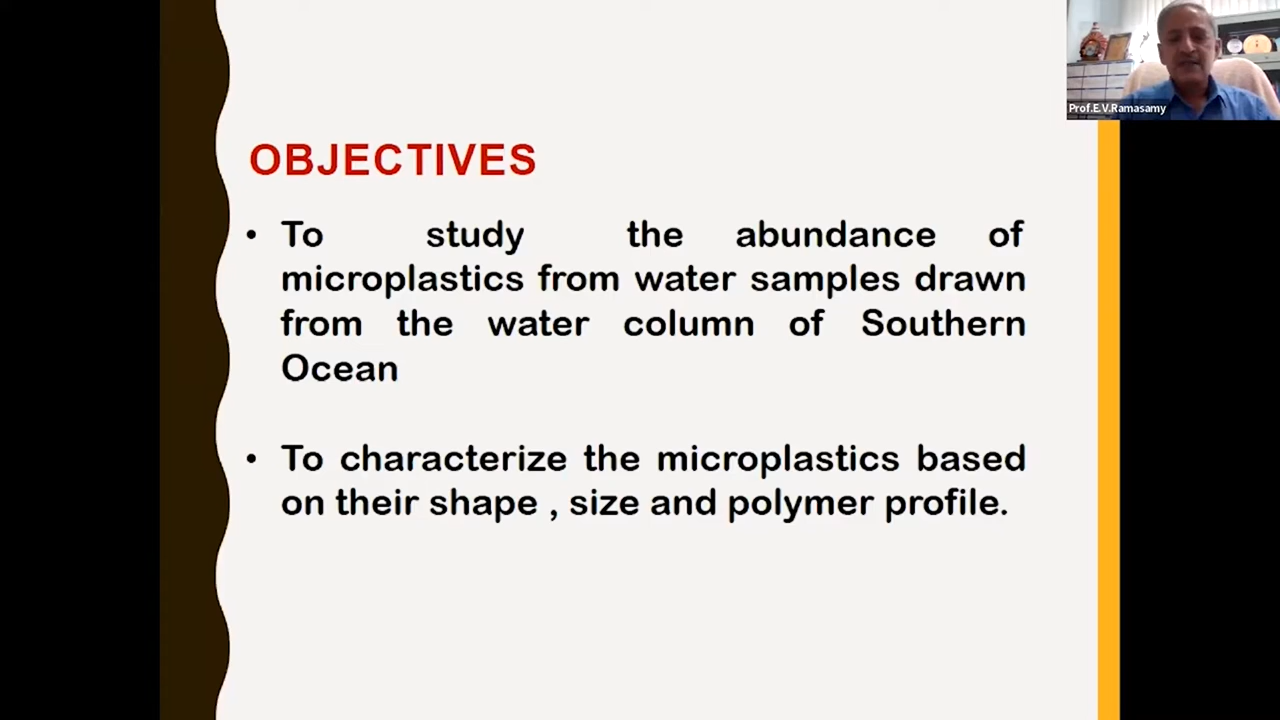 Prof.E.V.Ramasamy
OBJECTIVES
• To study the abundance of
microplastics from water samples drawn
from the water column of Southern
Ocean
• To characterize the microplastics based
on their shape , size and polymer profile.